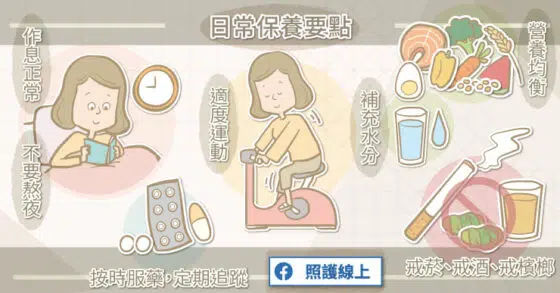 日常保養要點
作息正常
不要熬夜
適度運動
補充水分
營養均衡
按時服藥，定期追蹤
照護線上
戒菸、戒酒、戒檳榔